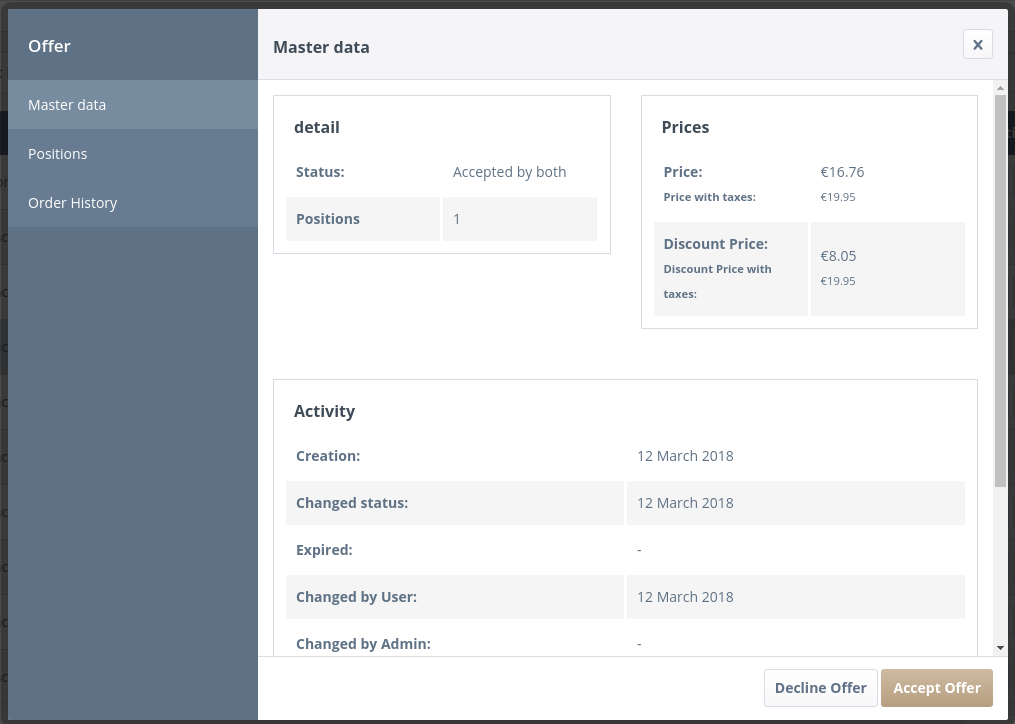 Offer
Master data
Positions
Order History
Master data
x
detail
Status: Accepted by both
Positions 1
Prices
Price: €16.76
Price with taxes: €19.95
Discount Price: €8.05
Discount Price with
taxes: €19.95
Activity
Creation: 12 March 2018
Changed status: 12 March 2018
Expired: -
Changed by User: 12 March 2018
Changed by Admin: -
Decline Offer Accept Offer